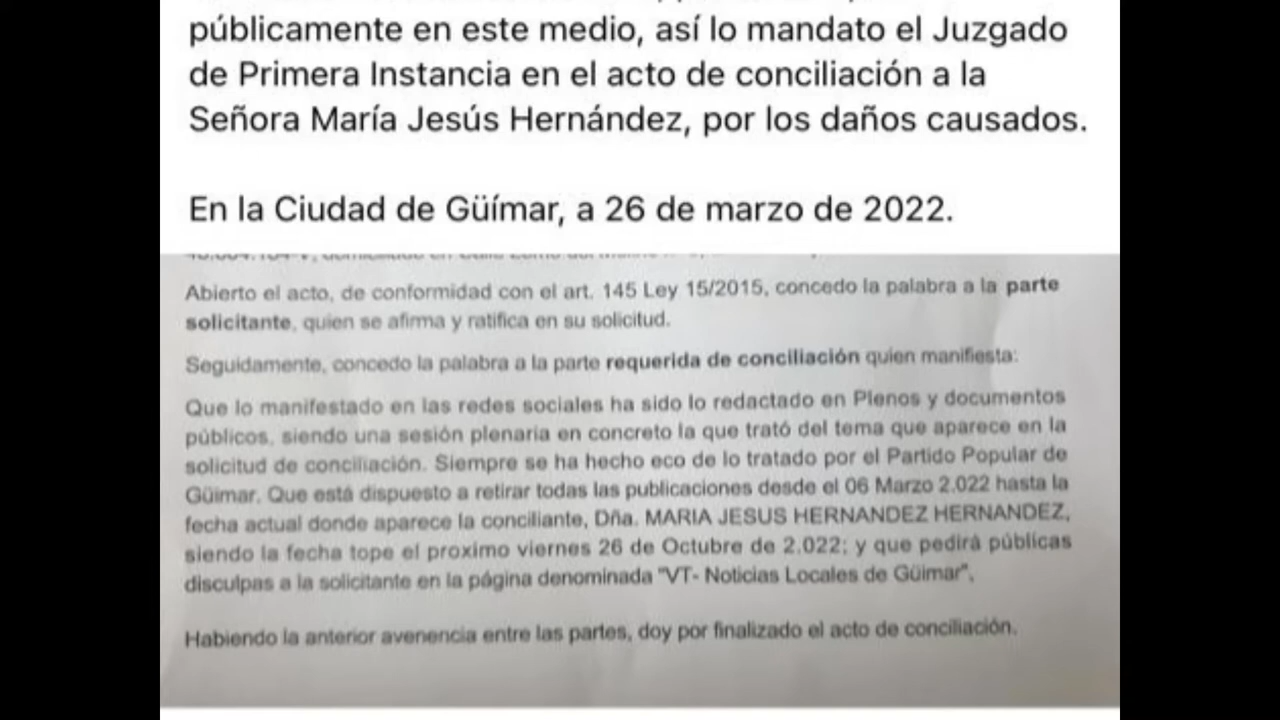 públicamente en este medio, así lo mandato el Juzgado
de Primera Instancia en el acto de conciliación a la
Señora María Jesús Hernández, por los daños causados.
En la Ciudad de Güímar, a 26 de marzo de 2022.
Abierto el acto, de conformidad con el art. 145 Ley 15/2015, concedo la palabra a la parte
solicitante, quien se afirma y ratifica en su solicitud.
Seguidamente, concedo la palabra a la parte requerida de conciliación quien manifiesta:
Que lo manifestado en las redes sociales ha sido lo redactado en Plenos y documentos
públicos, siendo una sesión plenaria en concreto la que trató del tema que aparece en la
solicitud de conciliación. Siempre se ha hecho eco de lo tratado por el Partido Popular de
Güimar. Que está dispuesto a retirar todas las publicaciones desde el 06 Marzo 2.022 hasta la
fecha actual donde aparece la conciliante, Dña. MARIA JESUS HERNANDEZ HERNANDEZ,
siendo la fecha tope el proximo viernes 26 de Octubre de 2.022; y que pedirá públicas
disculpas a la solicitante en la página denominada "VT- Noticias Locales de Güimar".
Habiendo la anterior avenencia entre las partes, doy por finalizado el acto de conciliación.